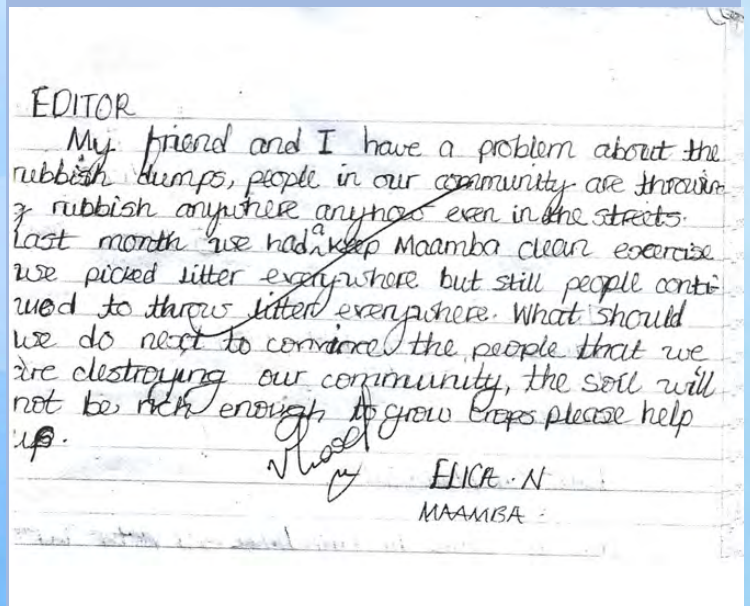 EDITOR
My friend and I have a problem about the
rubbish dumps, people in our community are throwin
g rubbish anywhere anyhow even in the streets.
Last month we had a keep Maamba clean exercise
we picked litter everywhere but still people conti
nued to throw litter everywhere. What should
we do next to convince the people that we
are destroying our community, the soil will
not be rich enough to grow crops please help
us.
ELICA . N
MAAMBA